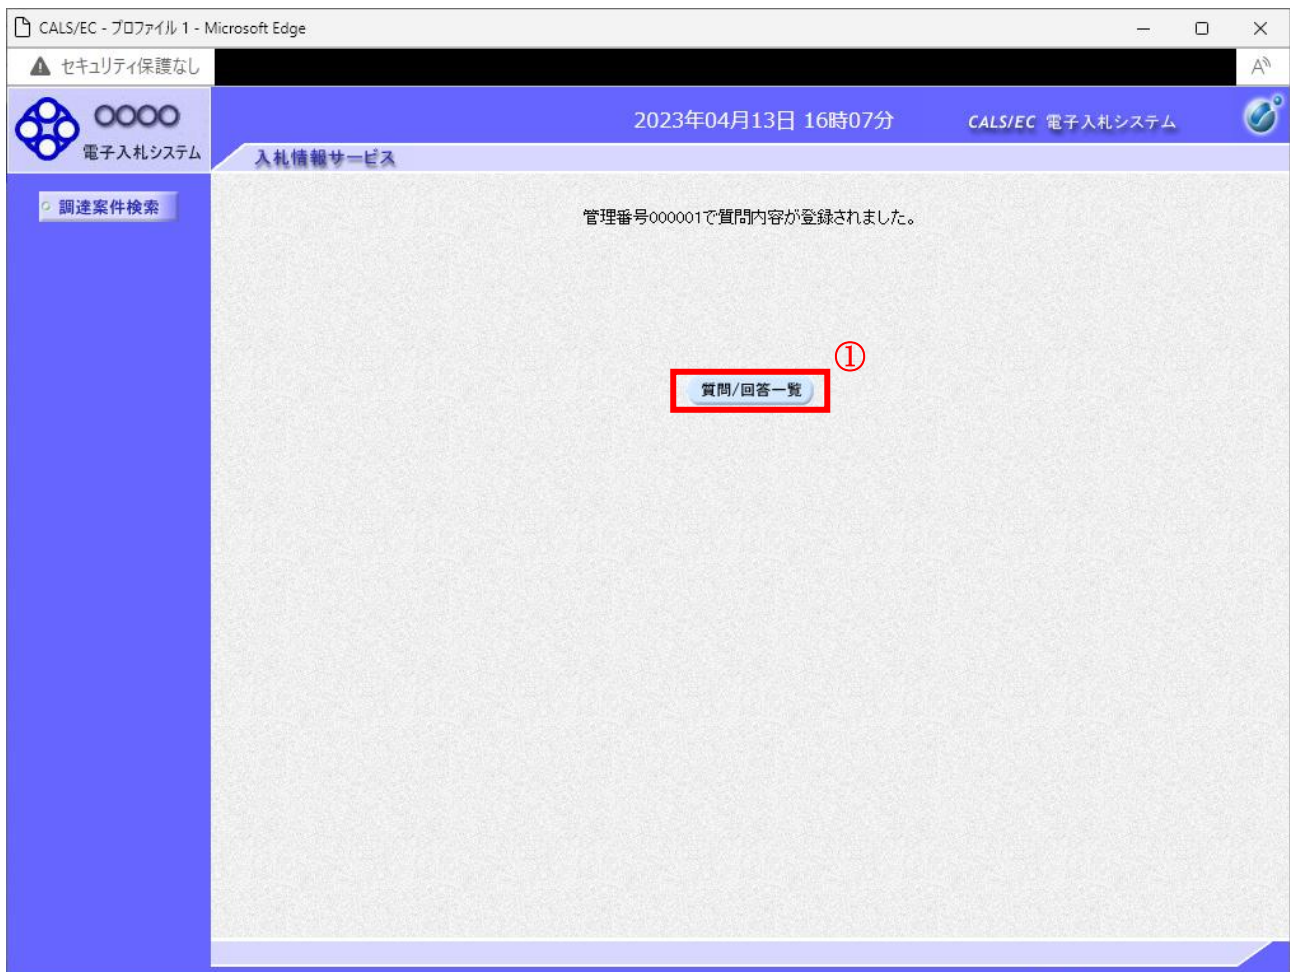 CALS/EC - プロファイル 1 - Microsoft Edge
セキュリティ保護なし
A
〇〇〇〇
電子入札システム
2023年04月13日 16時07分
CALS/EC 電子入札システム
入札情報サービス
調達案件検索
管理番号000001で質問内容が登録されました。
①
質問/回答一覧